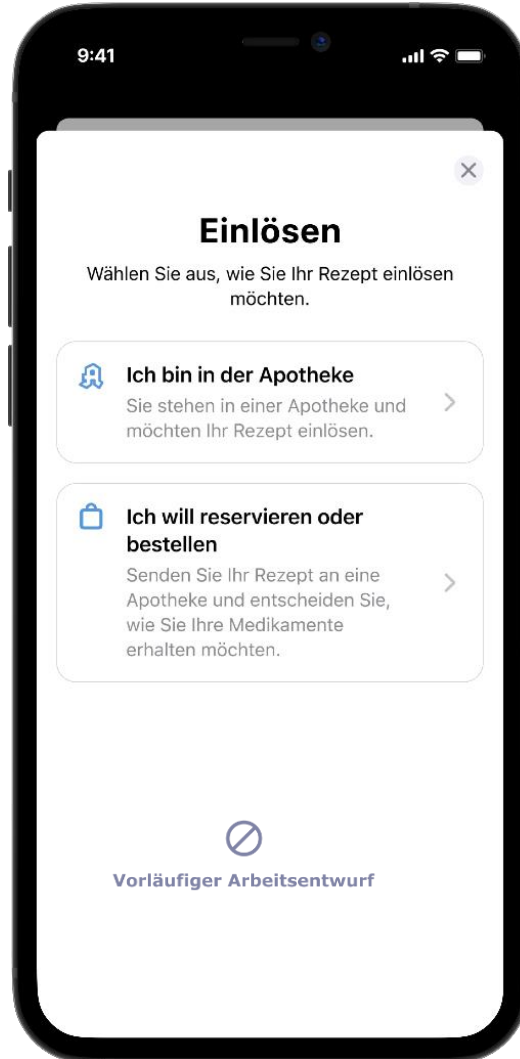 9:41
Einlösen
Wählen Sie aus, wie Sie Ihr Rezept einlösen
möchten.
Ich bin in der Apotheke
Sie stehen in einer Apotheke und
möchten Ihr Rezept einlösen.
Ich will reservieren oder
bestellen
Senden Sie Ihr Rezept an eine
Apotheke und entscheiden Sie,
wie Sie Ihre Medikamente
erhalten möchten.
Vorläufiger Arbeitsentwurf